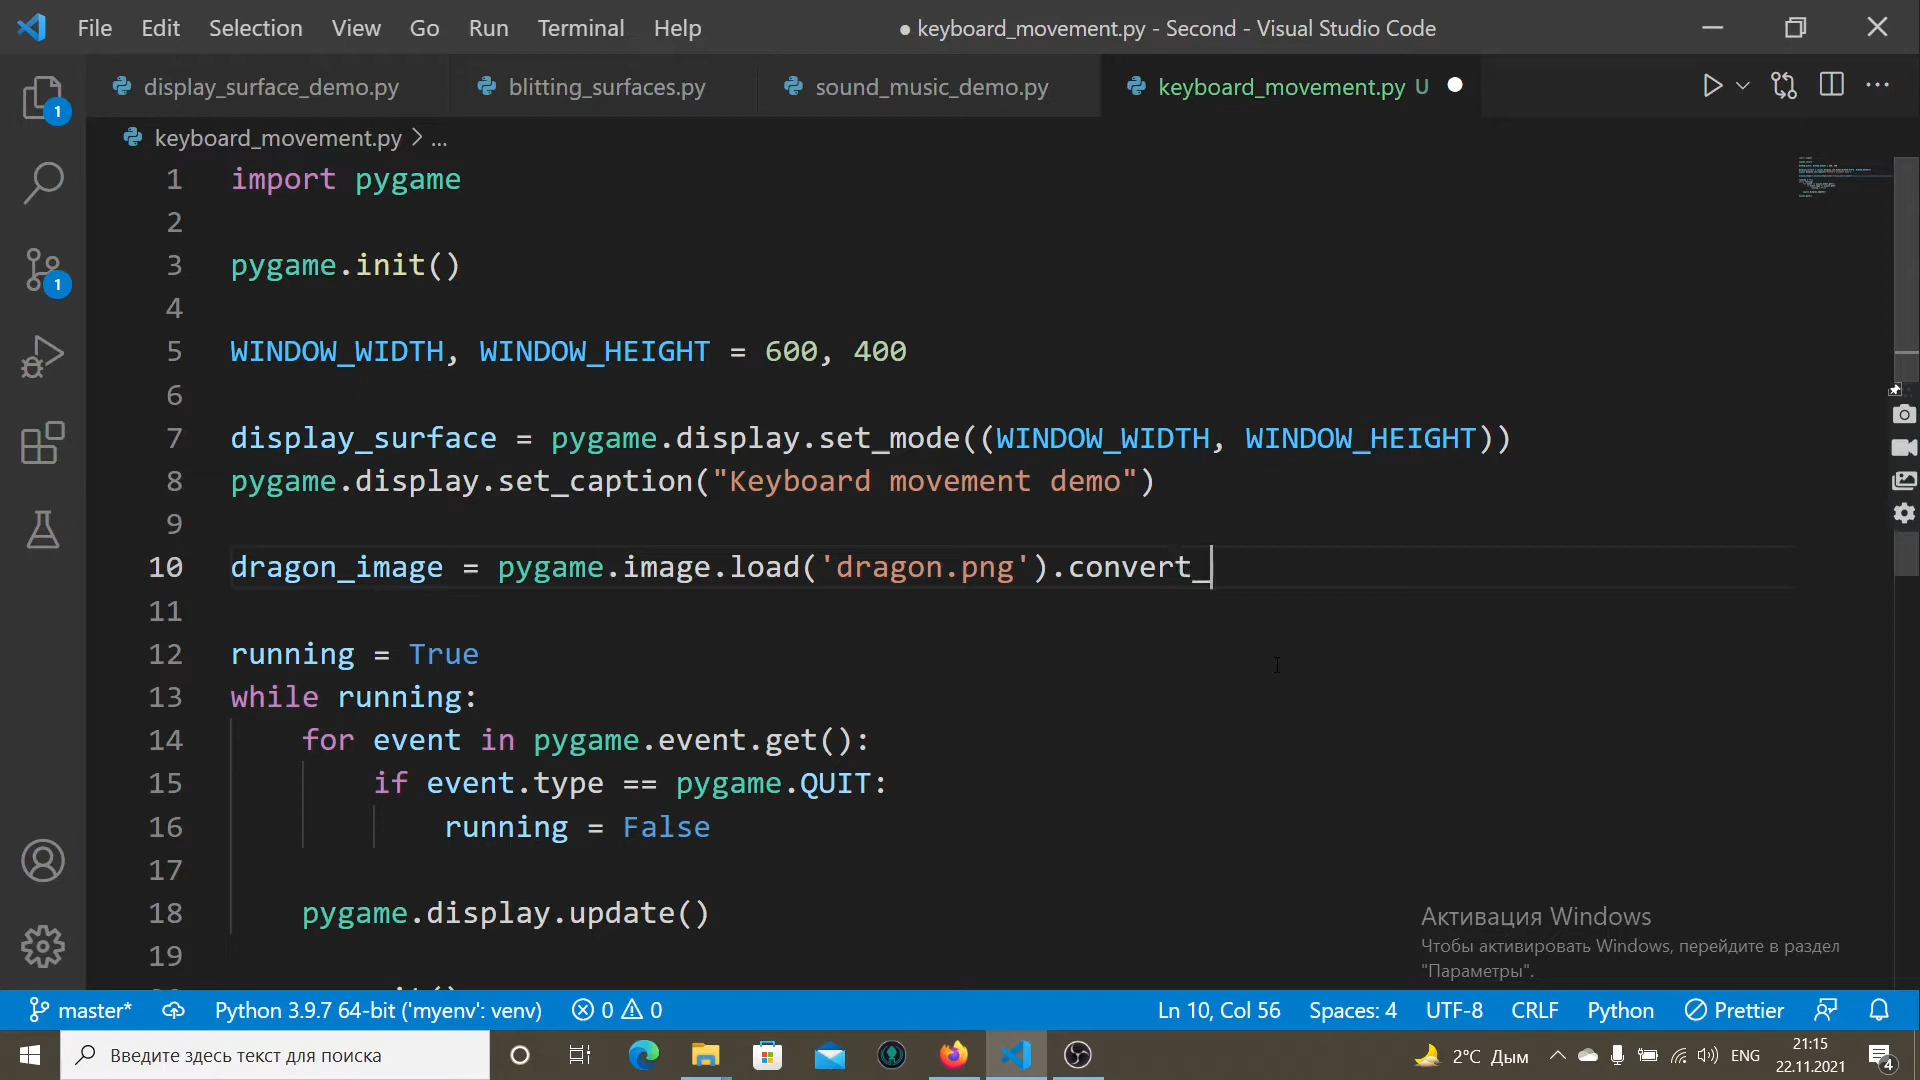 File Edit Selection View Go Run Terminal Help ● keyboard_movement.py - Second - Visual Studio Code
display_surface_demo.py blitting_surfaces.py sound_music_demo.py keyboard_movement.py U
keyboard_movement.py > ...
1 import pygame
2
3 pygame.init()
4
5 WINDOW_WIDTH, WINDOW_HEIGHT = 600, 400
6
7 display_surface = pygame.display.set_mode((WINDOW_WIDTH, WINDOW_HEIGHT))
8 pygame.display.set_caption("Keyboard movement demo")
9
10 dragon_image = pygame.image.load('dragon.png').convert_
11
12 running = True
13 while running:
14 for event in pygame.event.get():
15 if event.type == pygame.QUIT:
16 running = False
17
18 pygame.display.update()
19
1
1
Активация Windows
Чтобы активировать Windows, перейдите в раздел
"Параметры".
master* Python 3.9.7 64-bit ('myenv': venv) 0 0 Ln 10, Col 56 Spaces: 4 UTF-8 CRLF Python Prettier
Введите здесь текст для поиска 2°C Дым ENG 21:15
22.11.2021
4